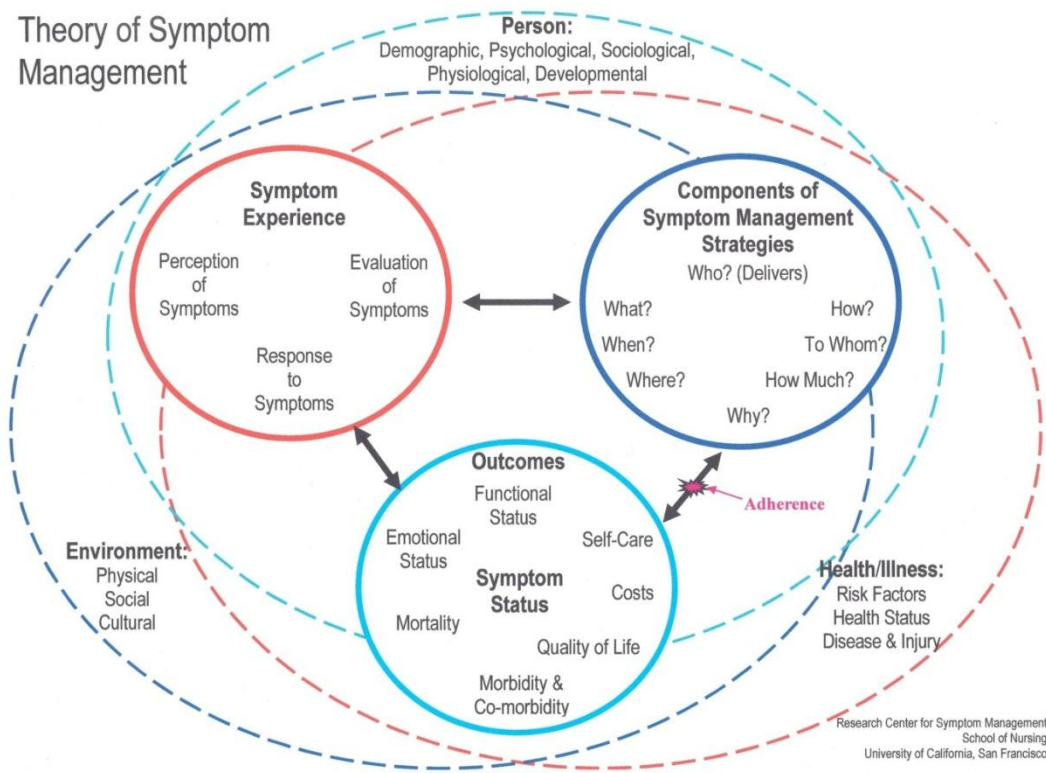 Theory of Symptom
Management
Person:
Demographic, Psychological, Sociological,
Physiological, Developmental
Symptom
Experience
Perception
of
Symptoms
Evaluation
of
Symptoms
Response
to
Symptoms
Components of
Symptom Management
Strategies
Who? (Delivers)
What?
How?
When?
To Whom?
Where?
How Much?
Why?
Outcomes
Functional
Status
Emotional
Status
Self-Care
Symptom
Status
Costs
Mortality
Quality of Life
Morbidity &
Co-morbidity
Adherence
Environment:
Physical
Social
Cultural
Health/Illness:
Risk Factors
Health Status
Disease & Injury
Research Center for Symptom Management
School of Nursing
University of California, San Francisco